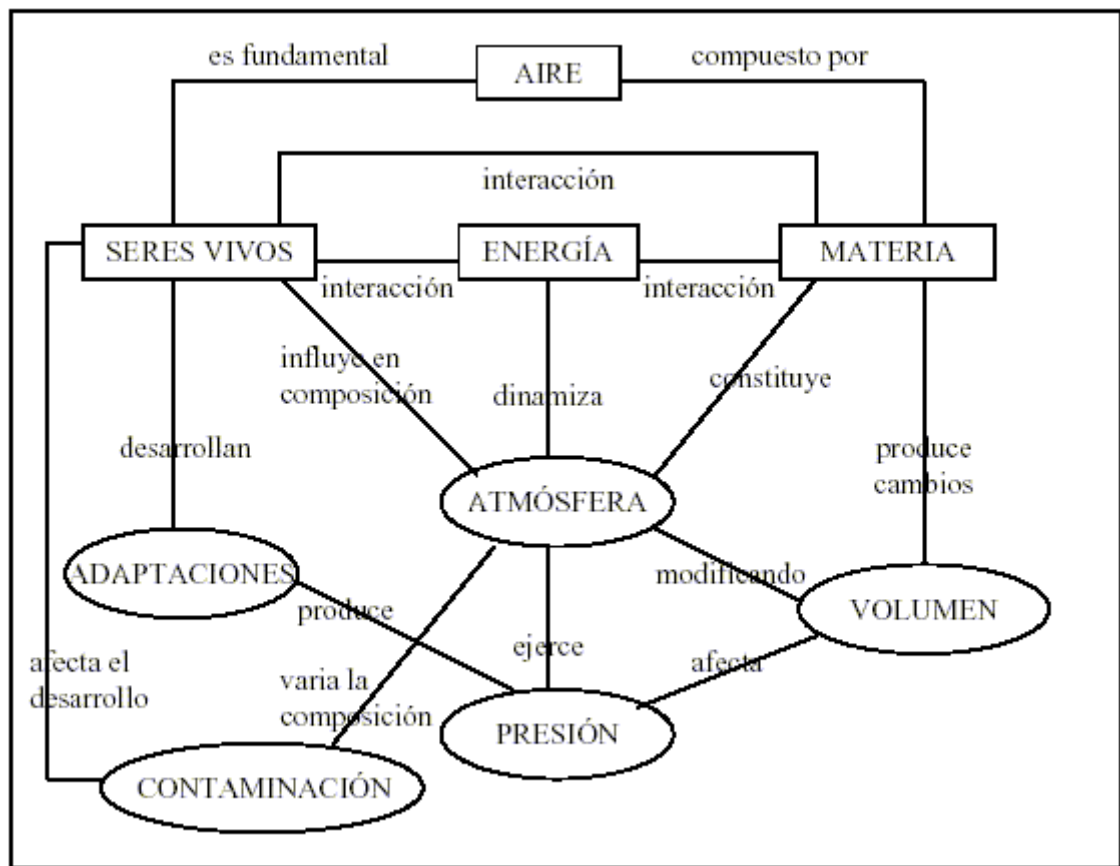 es fundamental
AIRE
compuesto por
interacción
SERES VIVOS
ENERGÍA
MATERIA
interacción
interacción
influye en
composición
dinamiza
constituye
desarrollan
produce
cambios
ATMÓSFERA
ADAPTACIONES
modificando
VOLUMEN
produce
ejerce
afecta
afecta el
desarrollo
varia la
composición
PRESIÓN
CONTAMINACIÓN